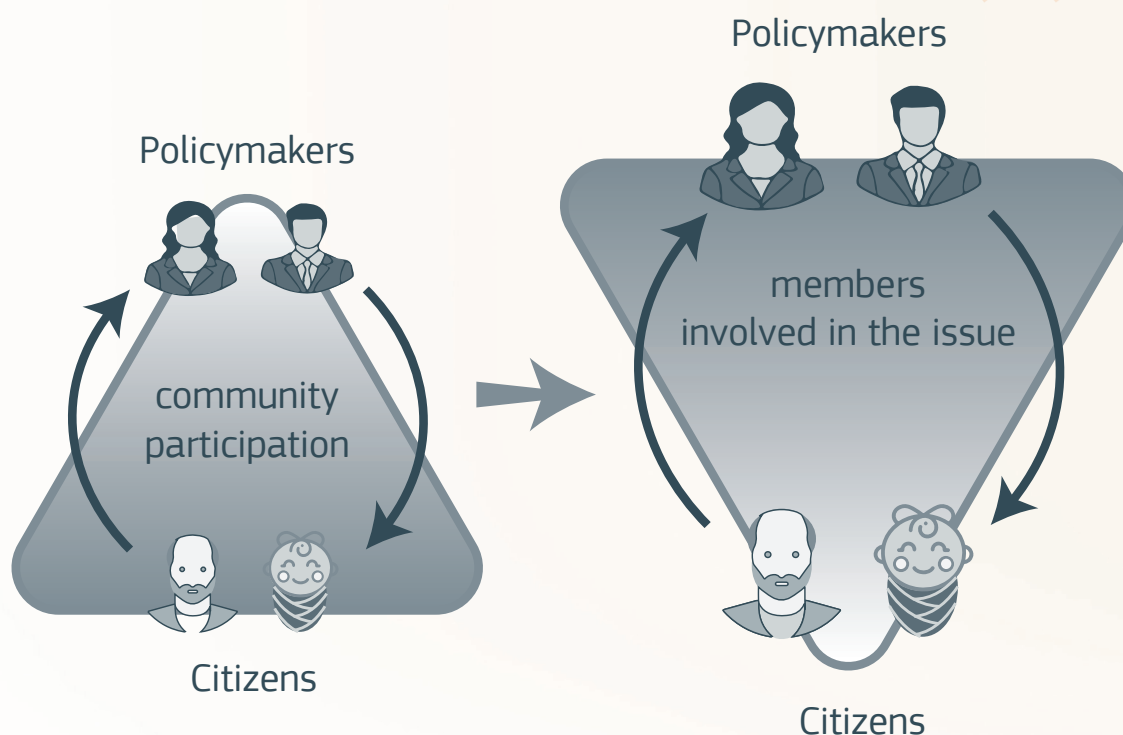 Policymakers
community
participation
Citizens
Policymakers
members
involved in the issue
Citizens